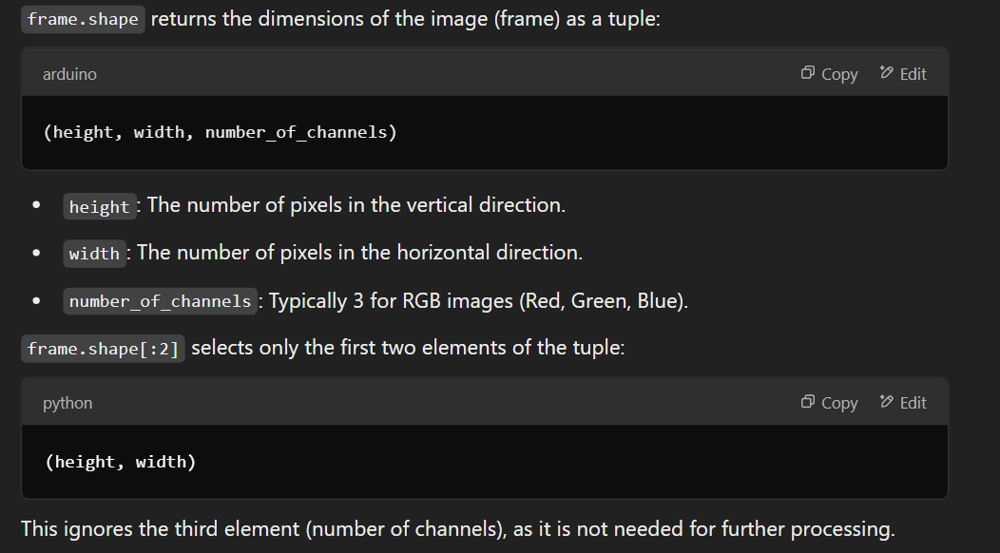 frame.shape returns the dimensions of the image (frame) as a tuple:
arduino Copy Edit
(height, width, number_of_channels)
• height: The number of pixels in the vertical direction.
• width: The number of pixels in the horizontal direction.
• number_of_channels: Typically 3 for RGB images (Red, Green, Blue).
frame.shape[:2] selects only the first two elements of the tuple:
python Copy Edit
(height, width)
This ignores the third element (number of channels), as it is not needed for further processing.